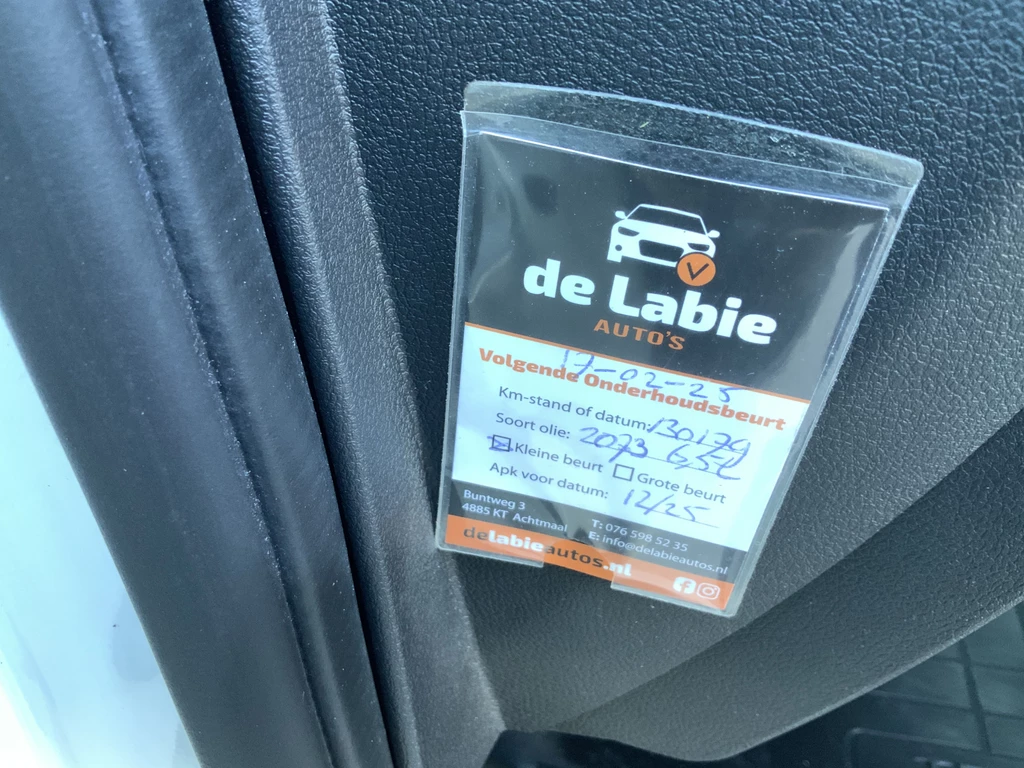 de Labie
AUTO'S
17-02-25
Volgende Onderhoudsbeurt
Km-stand of datum: 130179
Soort olie: 2073 6,5L
Kleine beurt Grote beurt
Apk voor datum: 12/25
Buntweg 3
4885 KT Achtmaal
T: 076 598 52 35
E: info@delabieautos.nl
delabieautos.nl